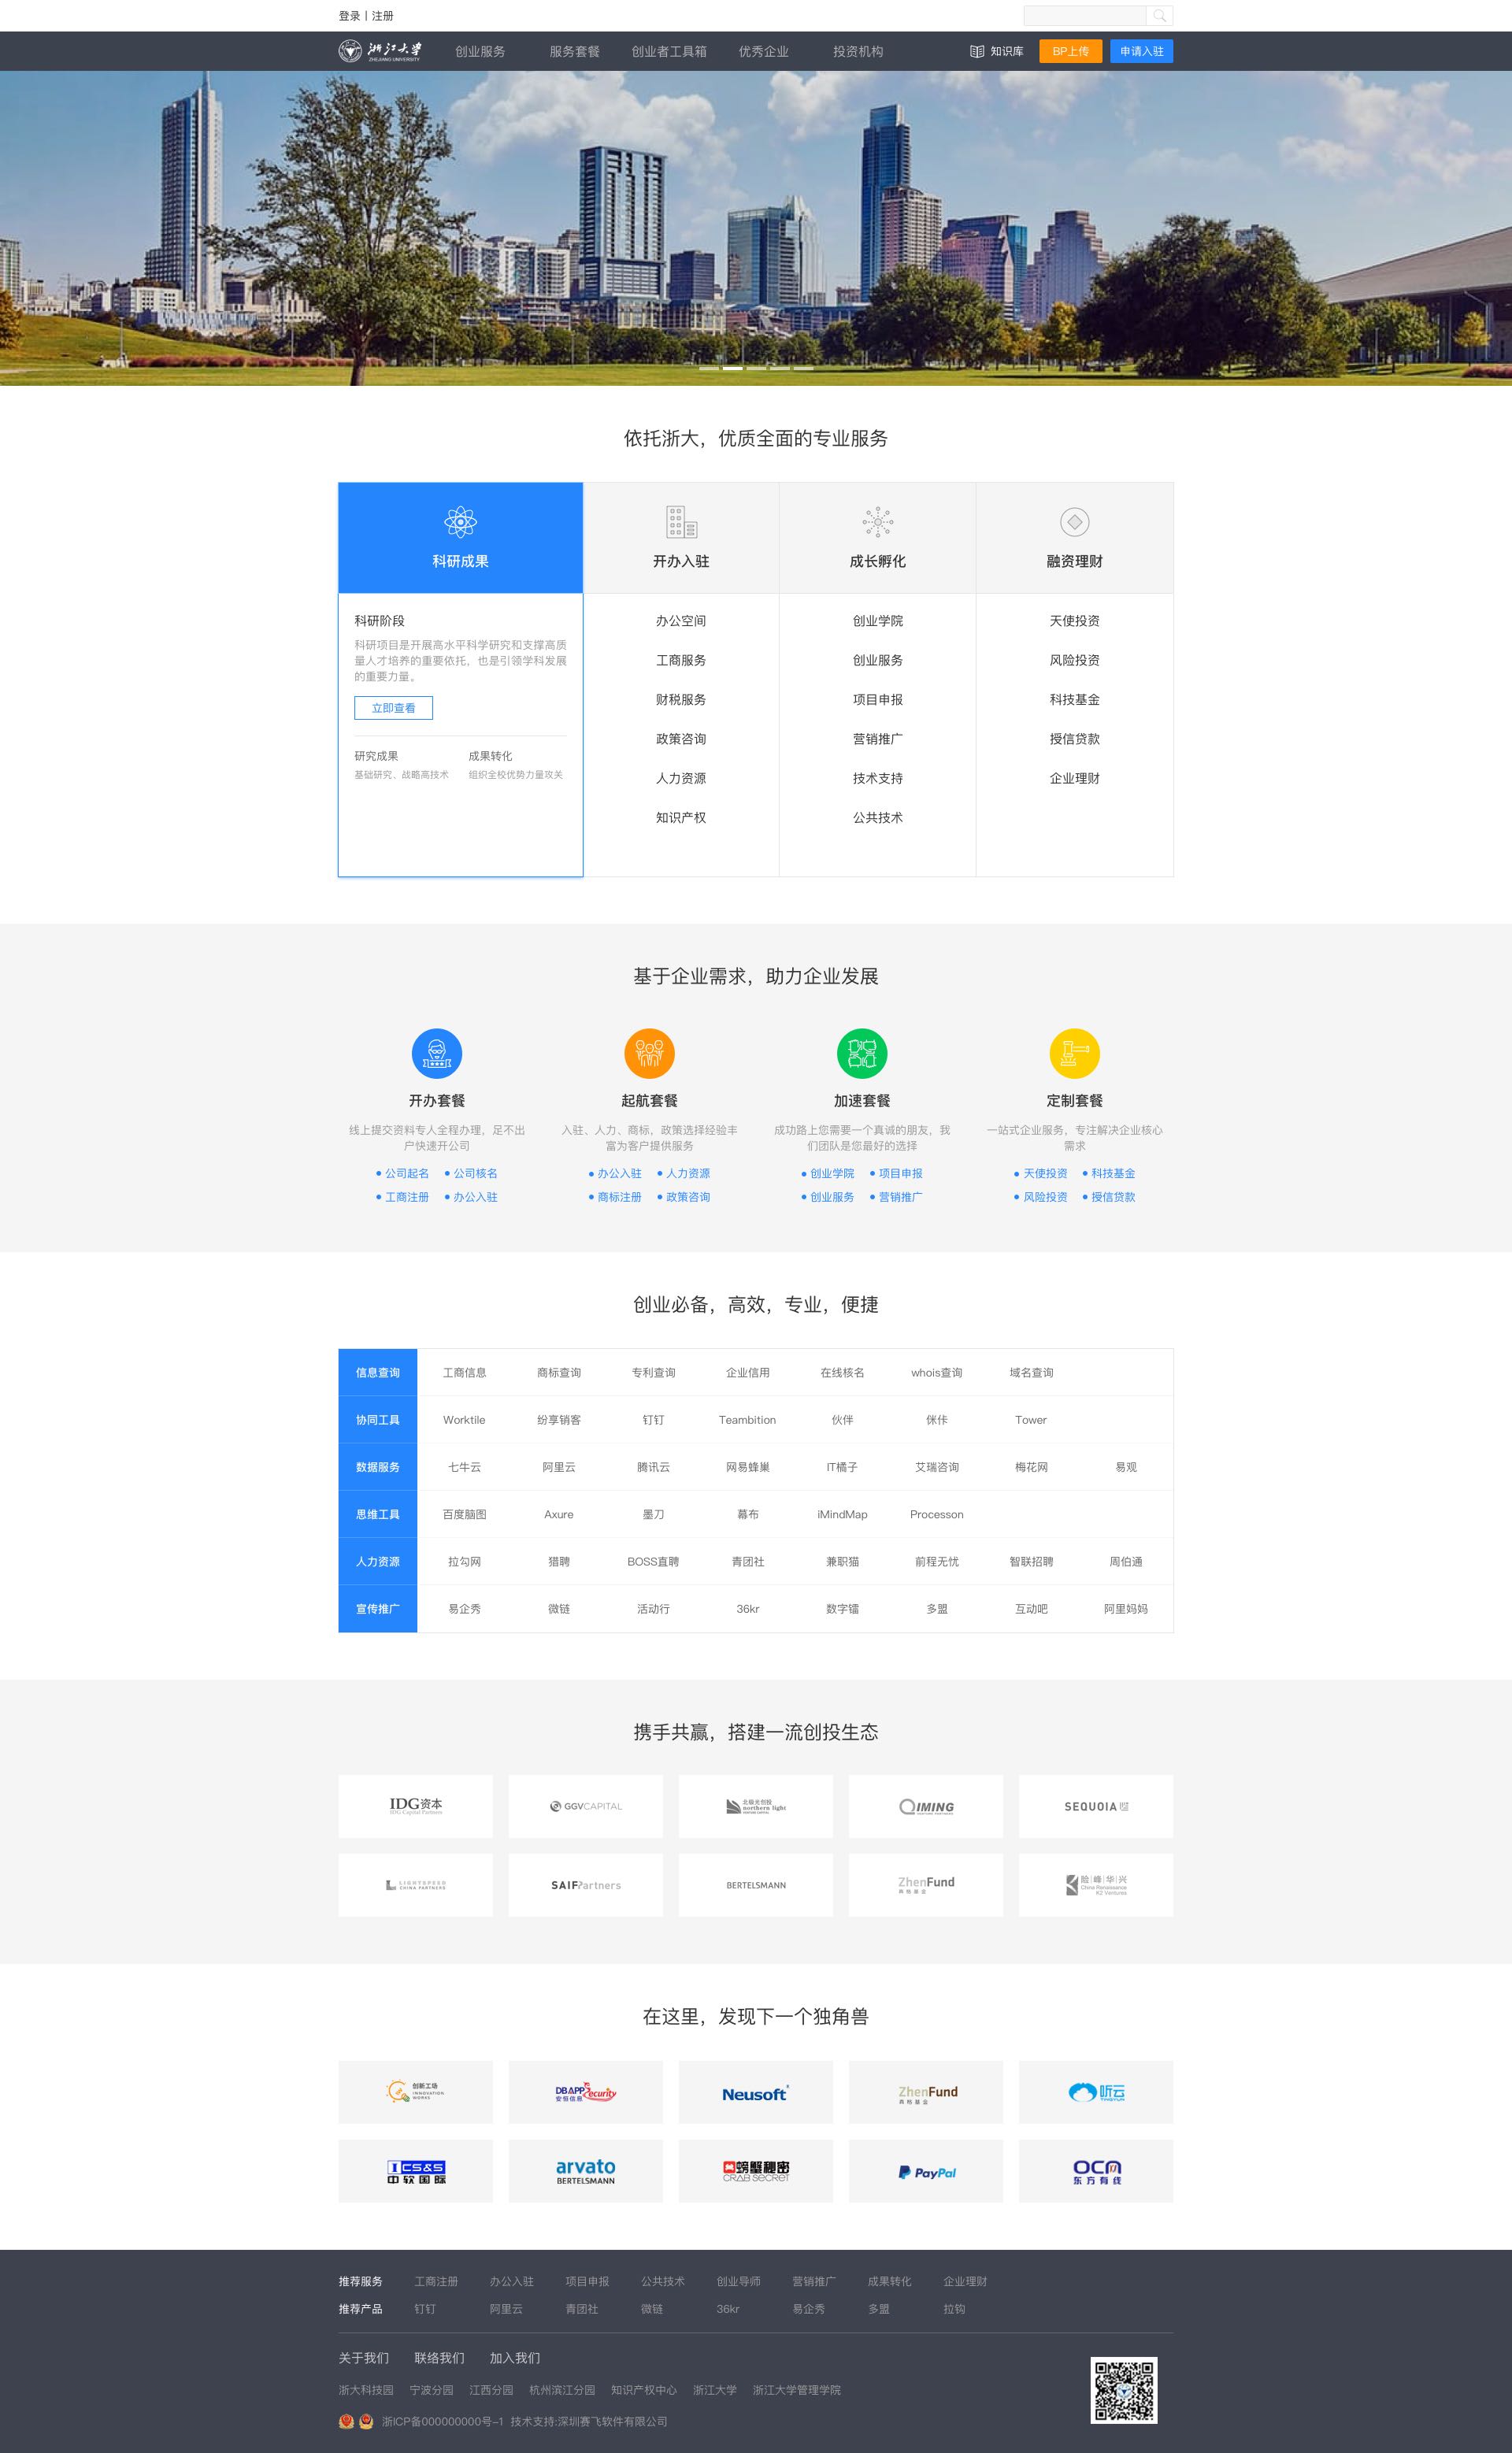 登录 | 注册
浙江大学
ZHEJIANG UNIVERSITY
创业服务 服务套餐 创业者工具箱 优秀企业 投资机构 知识库 BP上传 申请入驻
依托浙大，优质全面的专业服务
科研成果 开办入驻 成长孵化 融资理财
科研阶段
科研项目是开展高水平科学研究和支撑高质
量人才培养的重要依托，也是引领学科发展
的重要力量。
立即查看
研究成果 成果转化
基础研究、战略高技术 组织全校优势力量攻关
办公空间
工商服务
财税服务
政策咨询
人力资源
知识产权
创业学院
创业服务
项目申报
营销推广
技术支持
公共技术
天使投资
风险投资
科技基金
授信贷款
企业理财
基于企业需求，助力企业发展
开办套餐
线上提交资料专人全程办理，足不出
户快速开公司
公司起名 公司核名
工商注册 办公入驻
起航套餐
入驻、人力、商标、政策选择经验丰
富为客户提供服务
办公入驻 人力资源
商标注册 政策咨询
加速套餐
成功路上您需要一个真诚的朋友，我
们团队是您最好的选择
创业学院 项目申报
创业服务 营销推广
定制套餐
一站式企业服务，专注解决企业核心
需求
天使投资 科技基金
风险投资 授信贷款
创业必备，高效，专业，便捷
信息查询 工商信息 商标查询 专利查询 企业信用 在线核名 whois查询 域名查询
协同工具 Worktile 纷享销客 钉钉 Teambition 伙伴 侎佧 Tower
数据服务 七牛云 阿里云 腾讯云 网易蜂巢 IT橘子 艾瑞咨询 梅花网 易观
思维工具 百度脑图 Axure 墨刀 幕布 iMindMap Processon
人力资源 拉勾网 猎聘 BOSS直聘 青团社 兼职猫 前程无忧 智联招聘 周伯通
宣传推广 易企秀 微链 活动行 36kr 数字镭 多盟 互动吧 阿里妈妈
携手共赢，搭建一流创投生态
IDG资本
IDG Capital Partners
GGVCAPITAL
北极光创投
northern light
VENTURE CAPITAL
QIMING
SEQUOIA
LIGHTSPEED
CHINA PARTNERS
SAIF Partners
BERTELSMANN
ZhenFund
真格基金
险峰华兴
China Renaissance
K2 Ventures
在这里，发现下一个独角兽
创新工场
INNOVATION
WORKS
DBAPPSecurity
安恒信息
Neusoft
ZhenFund
真格基金
听云
TINGYUN
ICS&S
中软国际
arvato
BERTELSMANN
螃蟹秘密
CRAB SECRET
PayPal
OCN
东方有线
推荐服务 工商注册 办公入驻 项目申报 公共技术 创业导师 营销推广 成果转化 企业理财
推荐产品 钉钉 阿里云 青团社 微链 36kr 易企秀 多盟 拉钩
关于我们 联络我们 加入我们
浙大科技园 宁波分园 江西分园 杭州滨江分园 知识产权中心 浙江大学 浙江大学管理学院
浙ICP备000000000号-1 技术支持:深圳赛飞软件有限公司